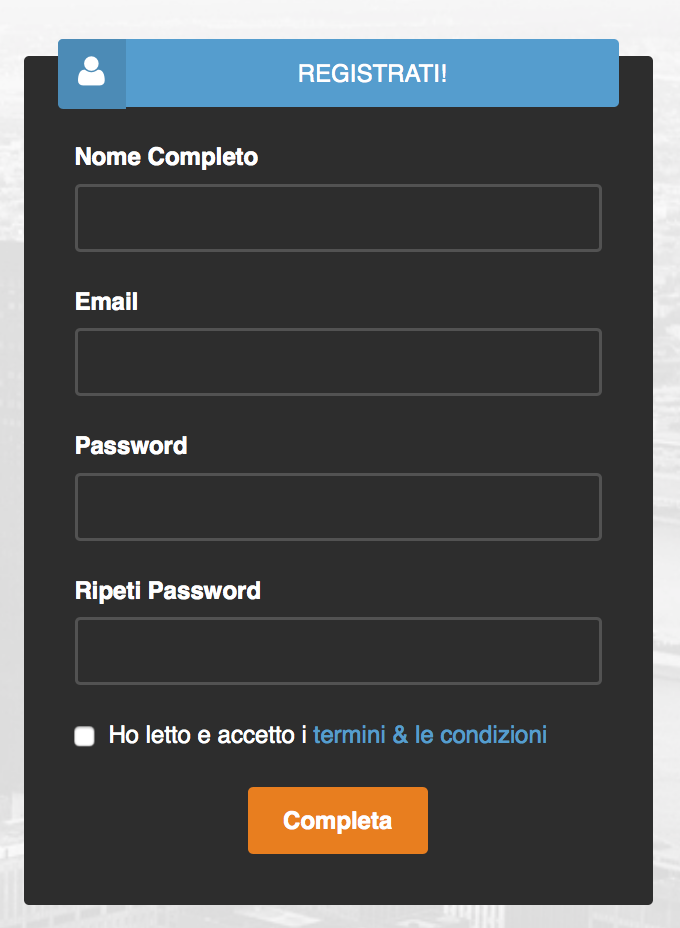 REGISTRATI!
Nome Completo
Email
Password
Ripeti Password
Ho letto e accetto i termini & le condizioni
Completa